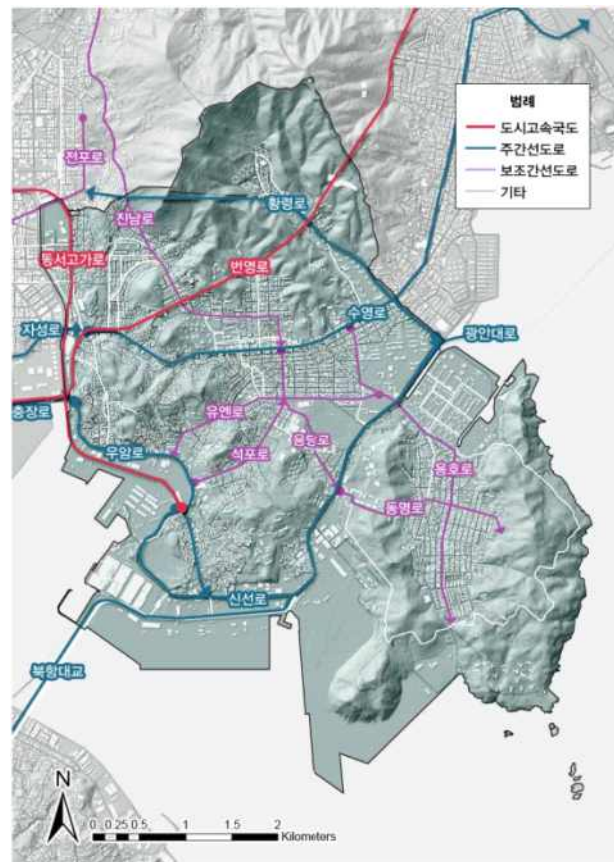 범례
도시고속국도
주간선도로
보조간선도로
기타
전포로
진남로
황령로
동서고가로
번영로
자성로
수영로
광안대로
충장로
유엔로
우암로
석포로
용당로
용호로
동명로
신선로
북항대교
N
0 0.25 0.5 1 1.5 2
Kilometers